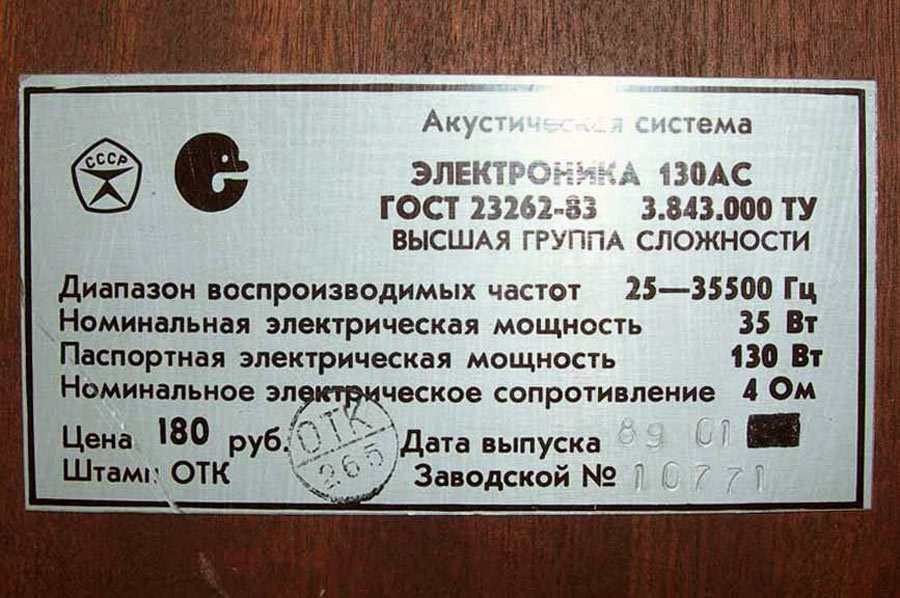 СССР
Акустическая система
ЭЛЕКТРОНИКА 130АС
ГОСТ 23262-83 3.843.000 ТУ
ВЫСШАЯ ГРУППА СЛОЖНОСТИ
Диапазон воспроизводимых частот 25—35500 Гц
Номинальная электрическая мощность 35 Вт
Паспортная электрическая мощность 130 Вт
Номинальное электрическое сопротивление 4 Ом
Цена 180 руб. Дата выпуска 89 01
Штамп ОТК Заводской № 10771
ОТК
265